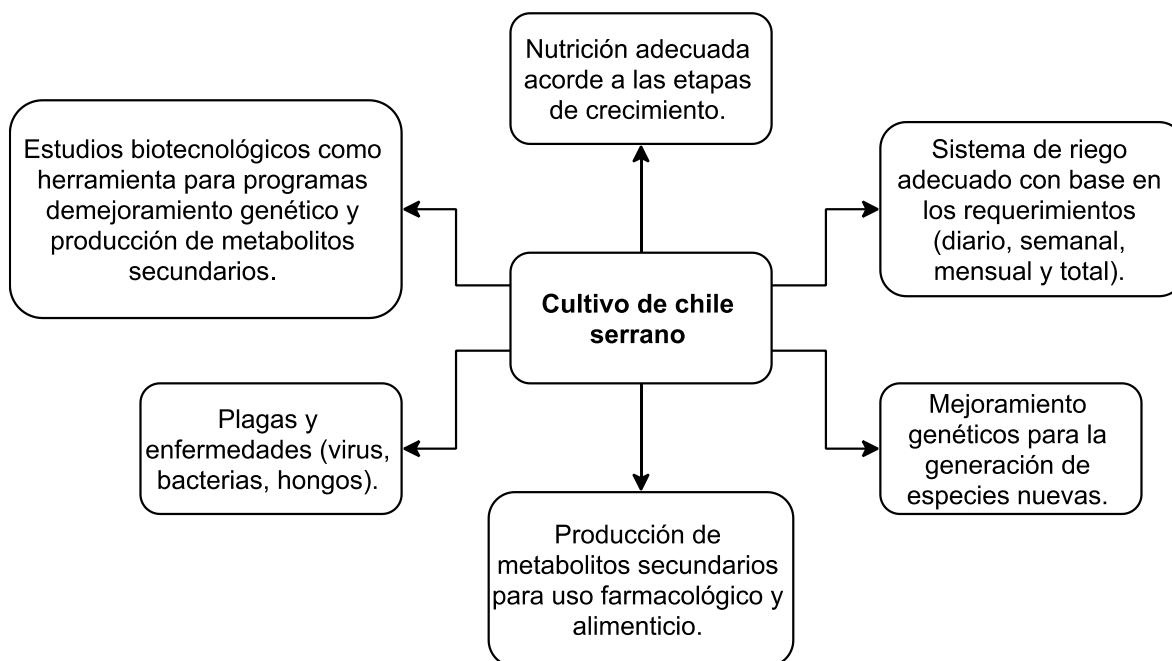 Nutrición adecuada
acorde a las etapas
de crecimiento.
Estudios biotecnológicos como
herramienta para programas
demejoramiento genético y
producción de metabolitos
secundarios.
Sistema de riego
adecuado con base en
los requerimientos
(diario, semanal,
mensual y total).
Cultivo de chile
serrano
Plagas y
enfermedades (virus,
bacterias, hongos).
Mejoramiento
genéticos para la
generación de
especies nuevas.
Producción de
metabolitos secundarios
para uso farmacológico y
alimenticio.